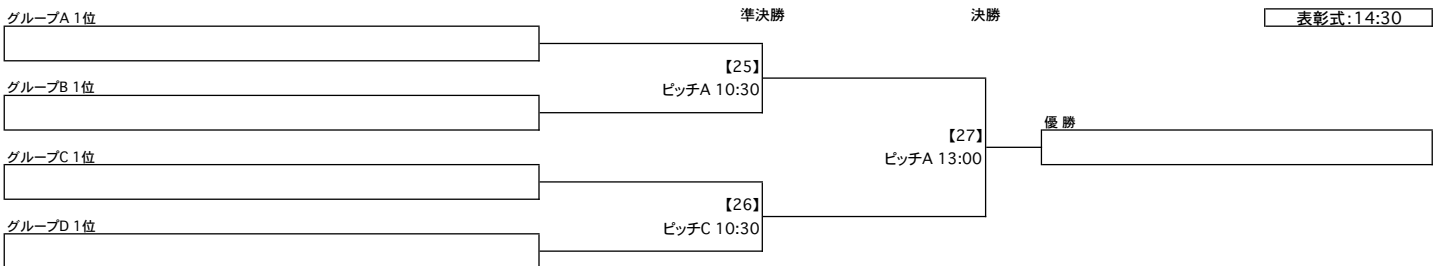 グループA 1位
準決勝
決勝
表彰式:14:30
【25】
ピッチA 10:30
グループB 1位
優 勝
【27】
ピッチA 13:00
グループC 1位
【26】
ピッチC 10:30
グループD 1位